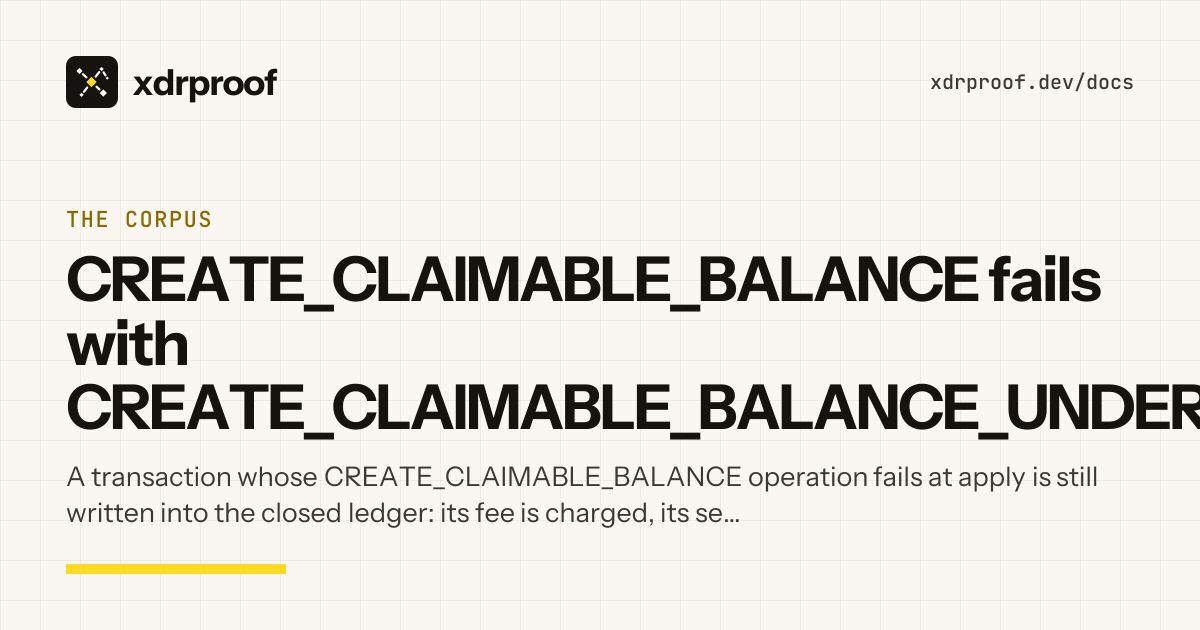 xdrproof
xdrproof.dev/docs
THE CORPUS
CREATE_CLAIMABLE_BALANCE fails
with
CREATE_CLAIMABLE_BALANCE_UNDER
A transaction whose CREATE_CLAIMABLE_BALANCE operation fails at apply is still
written into the closed ledger: its fee is charged, its se…